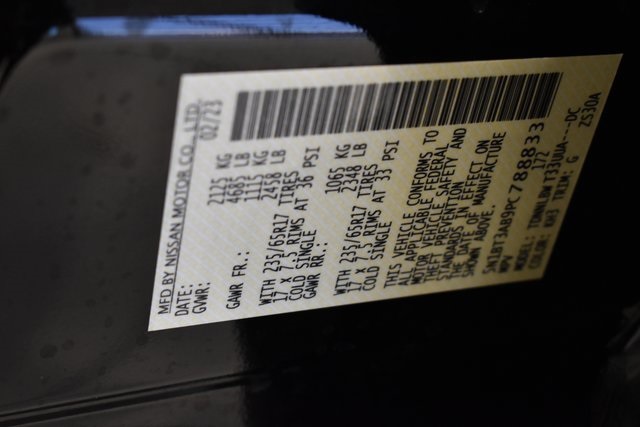 MFD BY NISSAN MOTOR CO., LTD.
DATE: 02/23
GVWR: 2125 KG
4685 LB
GAWR FR.: 1115 KG
2458 LB
WITH 235/65R17 TIRES
17 X 7.5 RIMS AT 36 PSI
COLD SINGLE
GAWR RR.: 1065 KG
2348 LB
WITH 235/65R17 TIRES
17 X 7.5 RIMS AT 33 PSI
COLD SINGLE
THIS VEHICLE CONFORMS TO
ALL APPLICABLE FEDERAL
MOTOR VEHICLE SAFETY AND
THEFT PREVENTION
STANDARDS IN EFFECT ON
THE DATE OF MANUFACTURE
SHOWN ABOVE.
5N1BT3AB9PC788833
MPV 172
MODEL: TDWNLBWT33UUA---DC
COLOR: KH3 TRIM: G
ZS30A